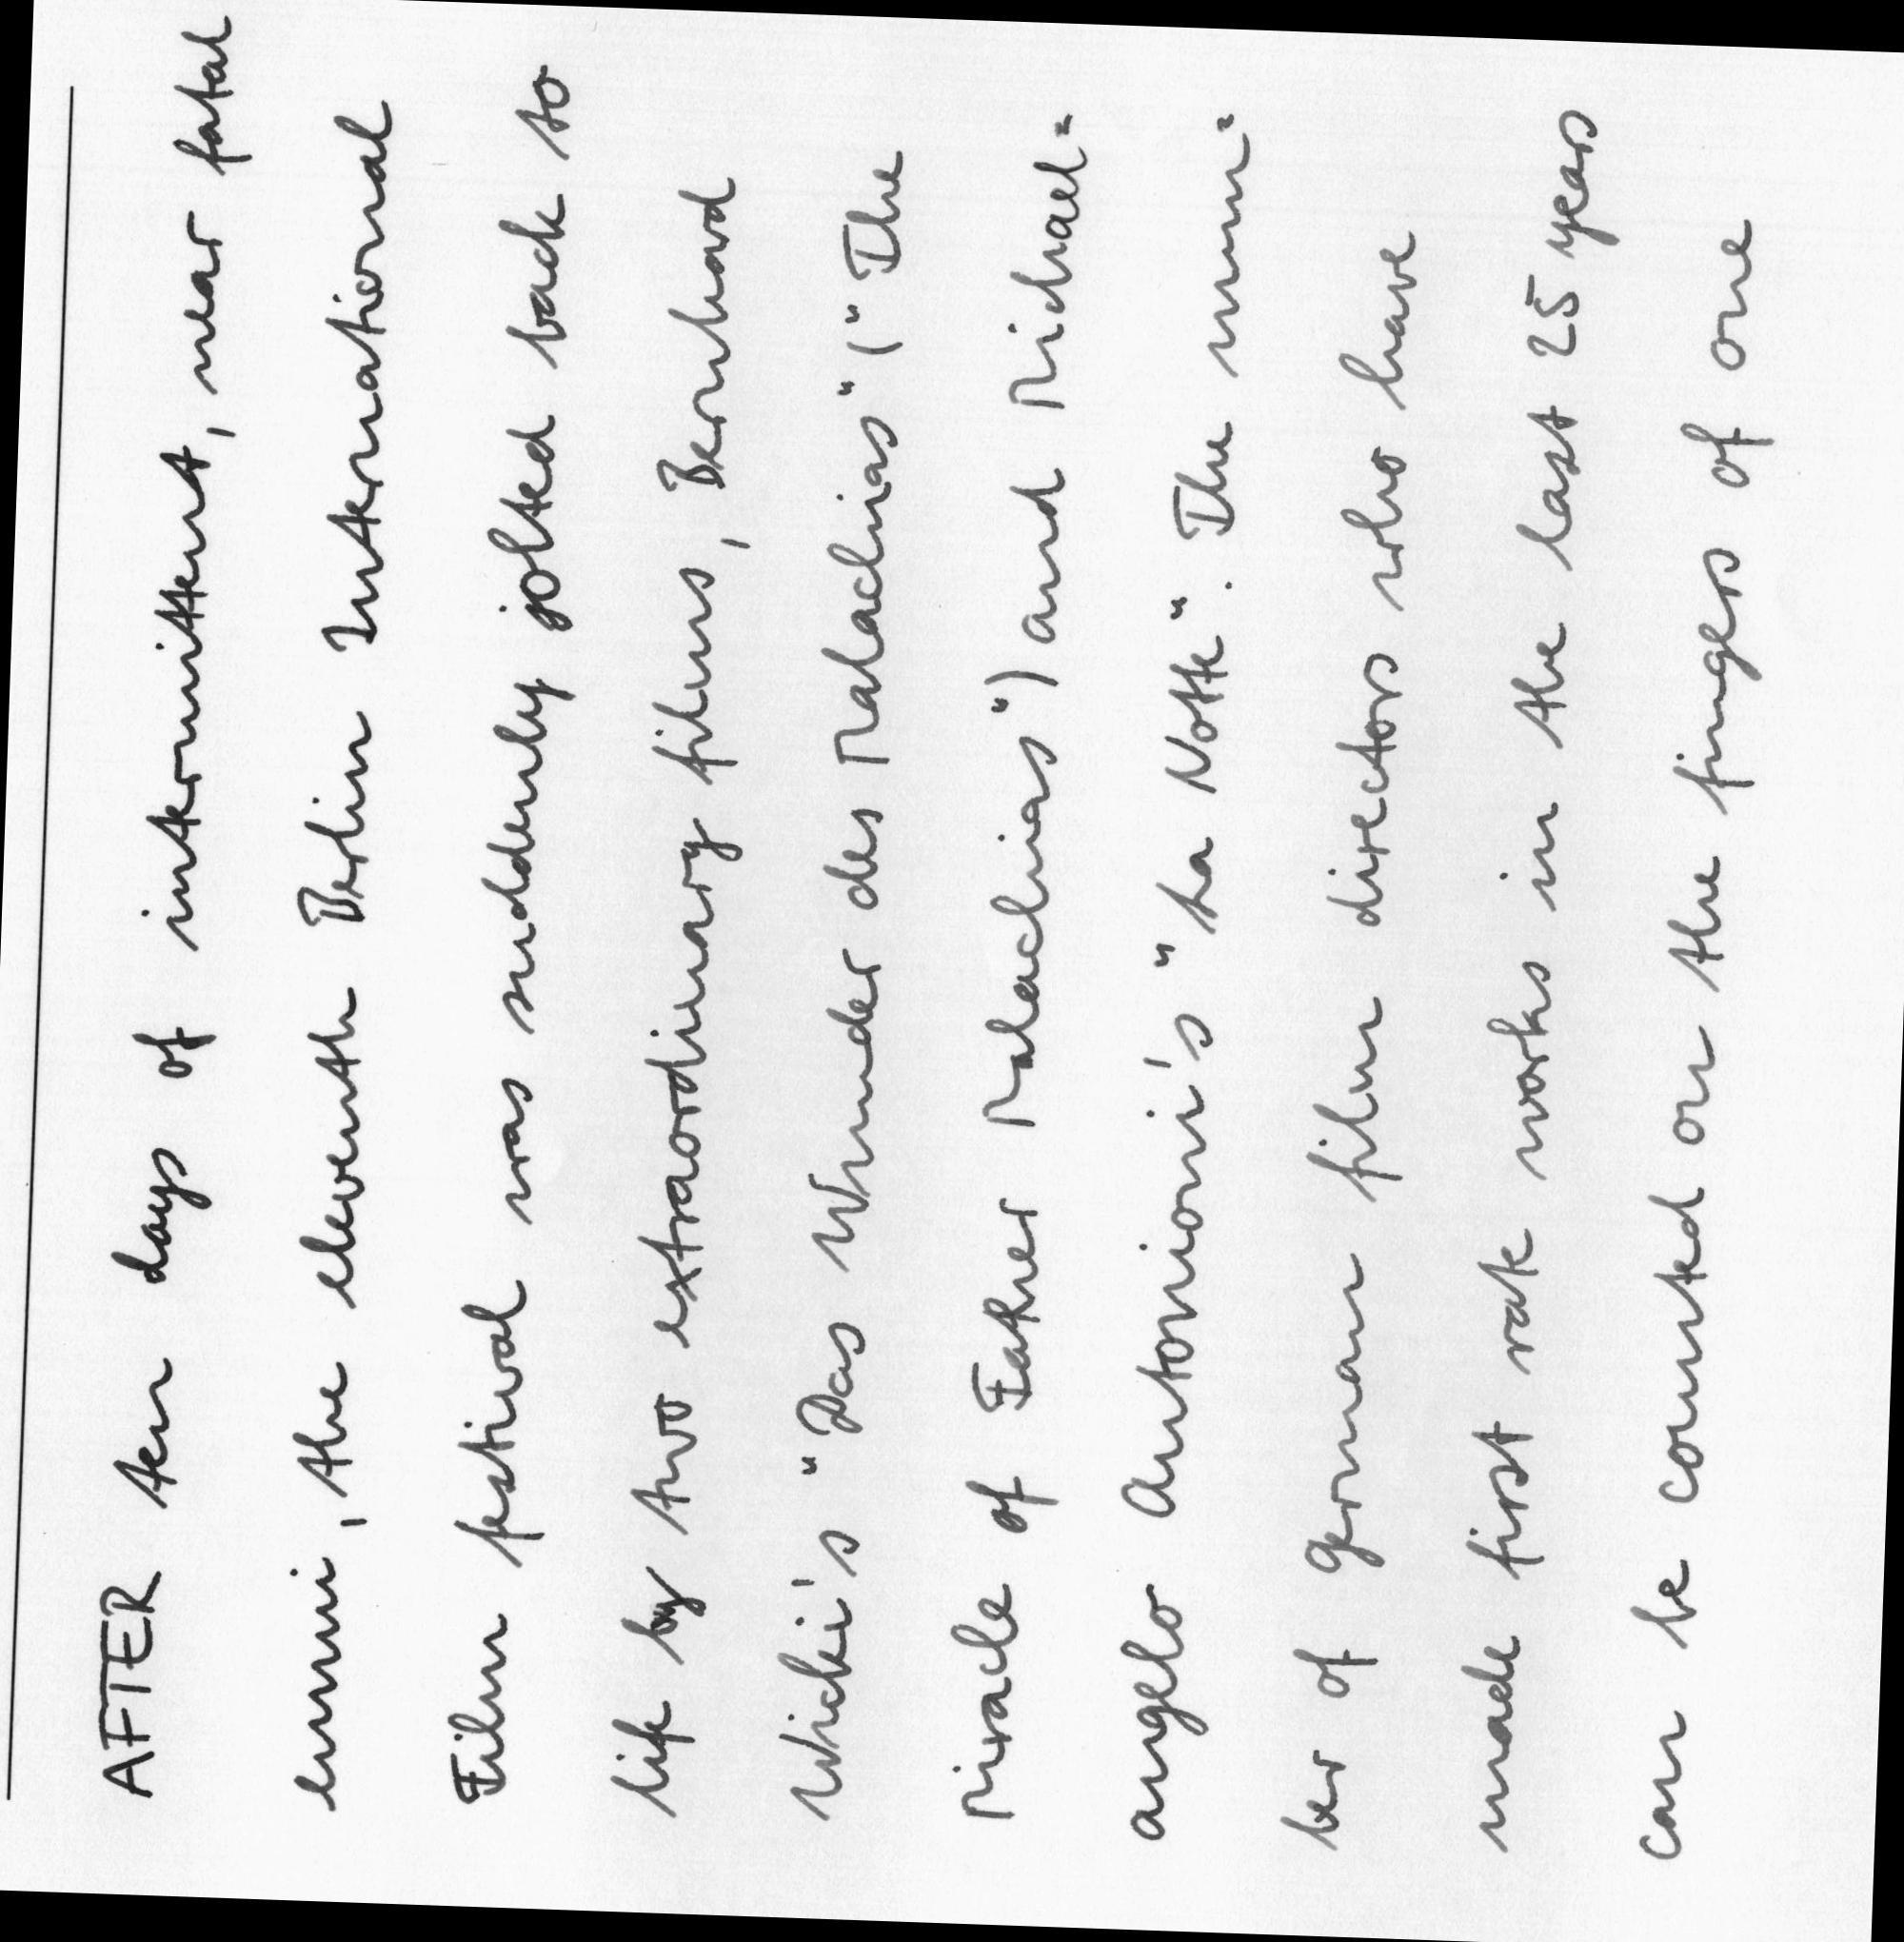 AFTER ten days of intermittent, near fatal
ennui, the eleventh Berlin International
Film festival was suddenly jolted back to
life by two extraordinary films, Bernhard
Wicki's "Das Wunder des Malachias" ("The
Miracle of Father Malachias") and Michael-
angelo Antonioni's "La Notte". The num-
ber of german film directors who have
made first rate works in the last 25 years
can be counted on the fingers of one